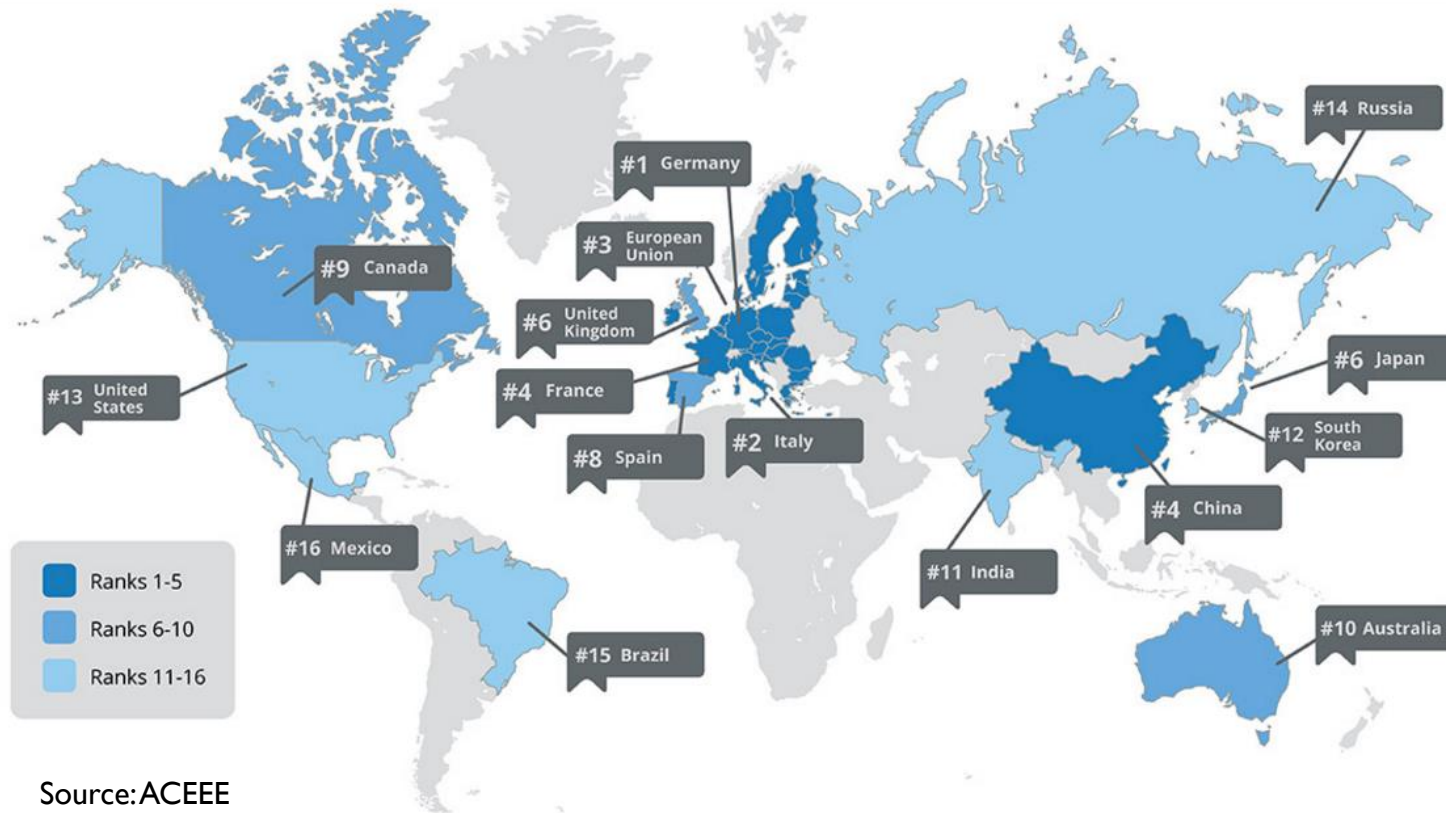 #14 Russia
#1 Germany
#3 European
Union
#9 Canada
#6 United
Kingdom
#6 Japan
#13 United
States
#4 France
#12 South
Korea
#8 Spain
#2 Italy
#4 China
#16 Mexico
#11 India
Ranks 1-5
Ranks 6-10
Ranks 11-16
#15 Brazil
#10 Australia
Source: ACEEE